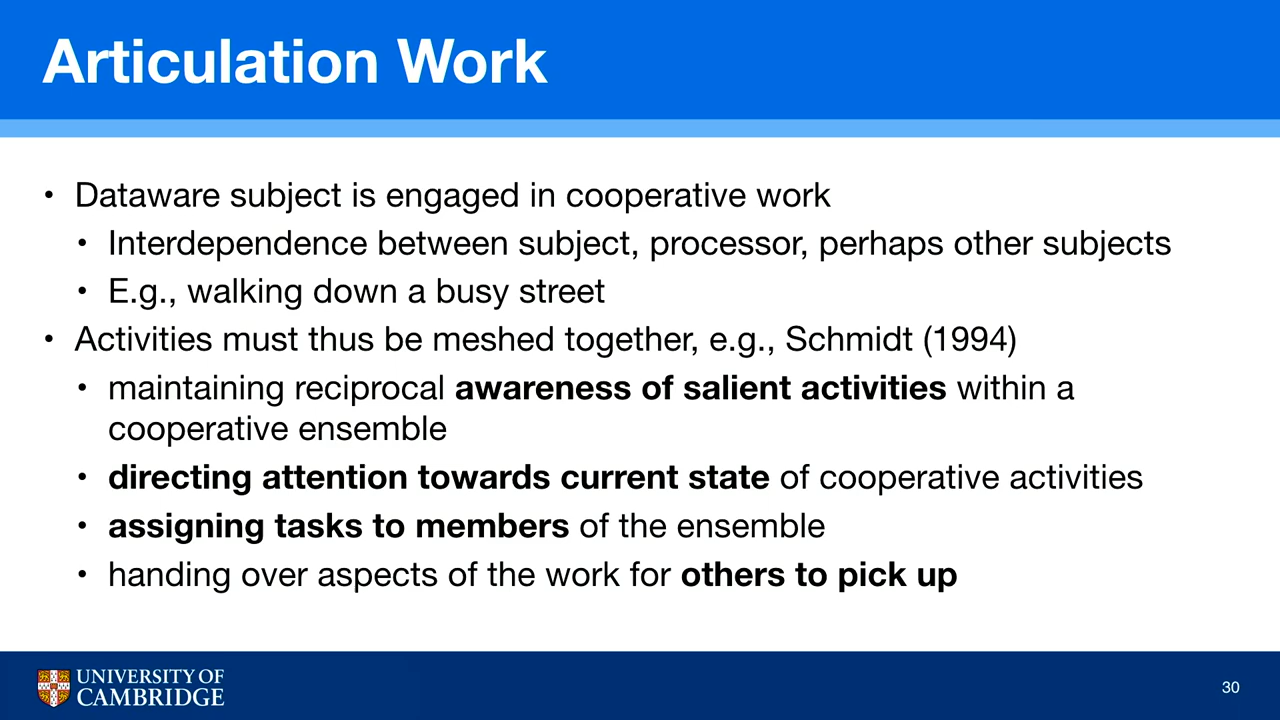 Articulation Work
• Dataware subject is engaged in cooperative work
• Interdependence between subject, processor, perhaps other subjects
• E.g., walking down a busy street
• Activities must thus be meshed together, e.g., Schmidt (1994)
• maintaining reciprocal awareness of salient activities within a
cooperative ensemble
• directing attention towards current state of cooperative activities
• assigning tasks to members of the ensemble
• handing over aspects of the work for others to pick up
UNIVERSITY OF
CAMBRIDGE
30